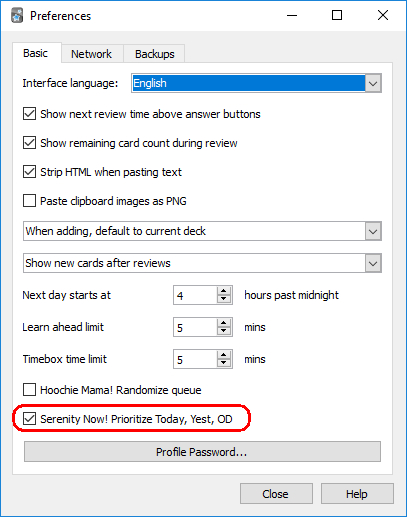 Preferences
Basic Network Backups
Interface language: English
Show next review time above answer buttons
Show remaining card count during review
Strip HTML when pasting text
Paste clipboard images as PNG
When adding, default to current deck
Show new cards after reviews
Next day starts at 4 hours past midnight
Learn ahead limit 5 mins
Timebox time limit 5 mins
Hoochie Mama! Randomize queue
Serenity Now! Prioritize Today, Yest, OD
Profile Password...
Close Help